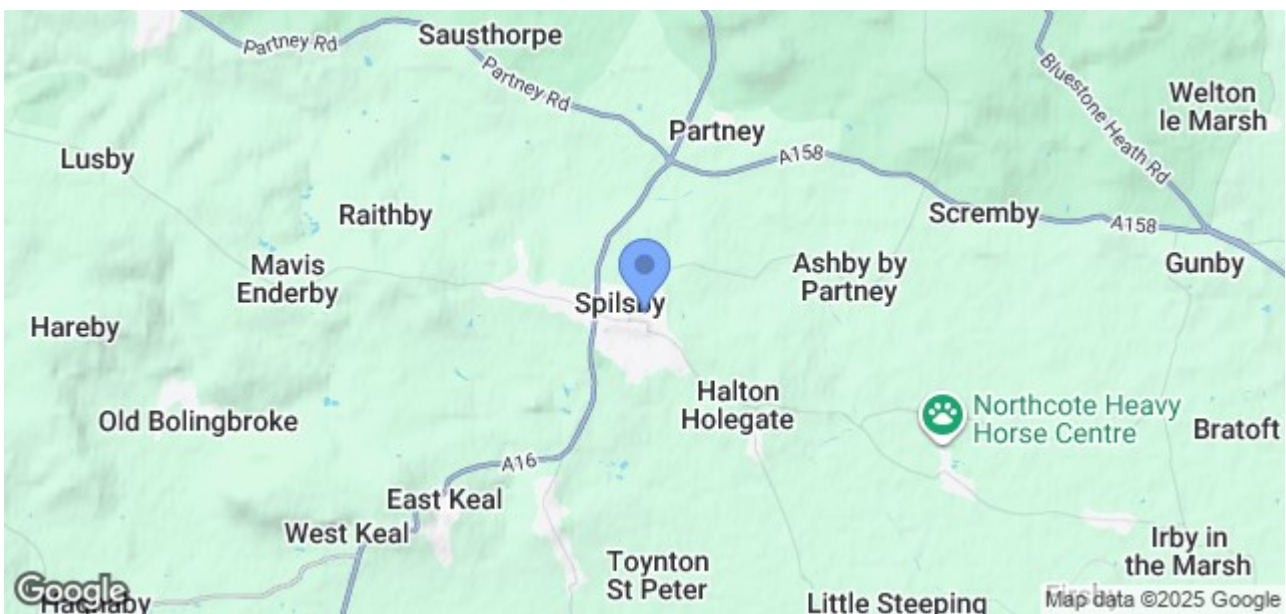 Sausthorpe
Partney Rd
Partney Rd
Bluestone Heath Rd
Welton
le Marsh
Partney
Lusby
A158
Raithby
Scremby
A158
Mavis
Enderby
Ashby by
Partney
Gunby
Spilsby
Hareby
Halton
Holegate
Northcote Heavy
Horse Centre
Old Bolingbroke
Bratoft
A16
East Keal
West Keal
Irby in
the Marsh
Toynton
St Peter
Google
Little Steeping
Map data ©2025 Google